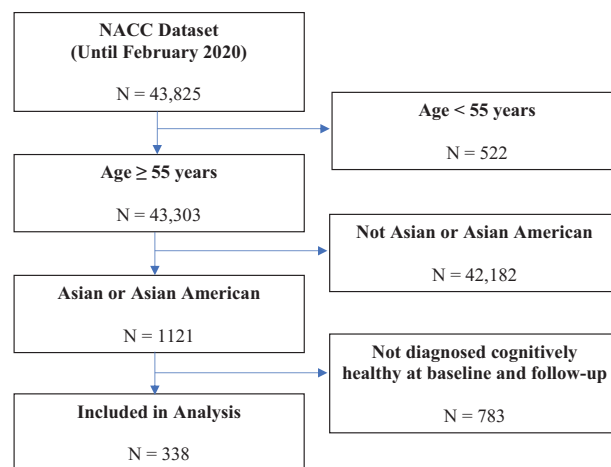 NACC Dataset
(Until February 2020)
N = 43,825
Age < 55 years
N = 522
Age ≥ 55 years
N = 43,303
Not Asian or Asian American
N = 42,182
Asian or Asian American
N = 1121
Not diagnosed cognitively
healthy at baseline and follow-up
N = 783
Included in Analysis
N = 338